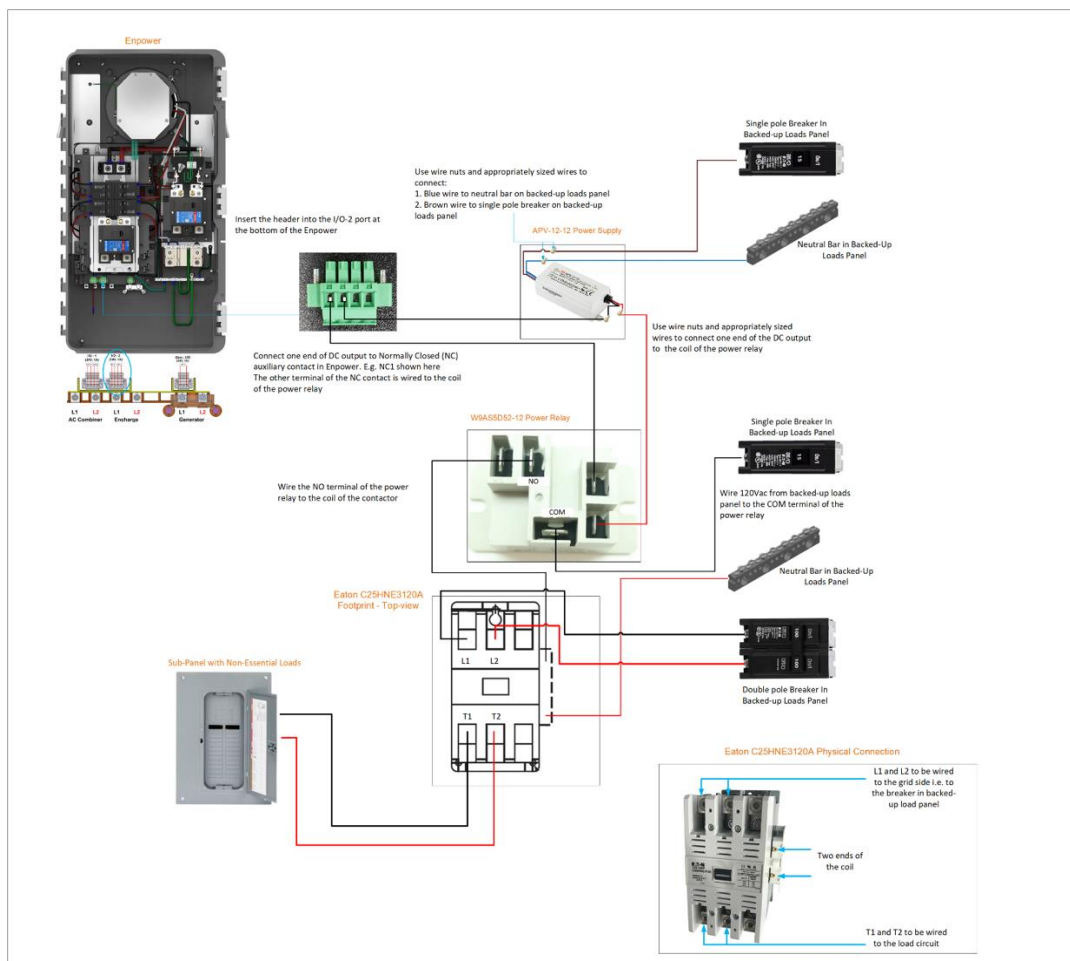 Enpower
Single pole Breaker In
Backed-up Loads Panel
Use wire nuts and appropriately sized wires to
connect:
1. Blue wire to neutral bar on backed-up loads panel
2. Brown wire to single pole breaker on backed-up
loads panel
Insert the header into the I/O-2 port at
the bottom of the Enpower
APV-12-12 Power Supply
Neutral Bar in Backed-Up
Loads Panel
Use wire nuts and appropriately sized
wires to connect one end of the DC output
to the coil of the power relay
Connect one end of DC output to Normally Closed (NC)
auxiliary contact in Enpower. E.g. NC1 shown here
The other terminal of the NC contact is wired to the coil
of the power relay
L1
L2
L1
L2
L1
L2
AC Combiner
Encharge
Generator
W9AS5D52-12 Power Relay
Single pole Breaker In
Backed-up Loads Panel
NO
COM
Wire the NO terminal of the power
relay to the coil of the contactor
Wire 120Vac from backed-up loads
panel to the COM terminal of the
power relay
Neutral Bar in Backed-Up
Loads Panel
Eaton C25HNE3120A
Footprint - Top-view
L1
L2
T1
T2
Sub-Panel with Non-Essential Loads
100
100
Double pole Breaker In
Backed-up Loads Panel
Eaton C25HNE3120A Physical Connection
L1 and L2 to be wired
to the grid side i.e. to
the breaker in backed-
up load panel
Two ends of
the coil
T1 and T2 to be wired
to the load circuit